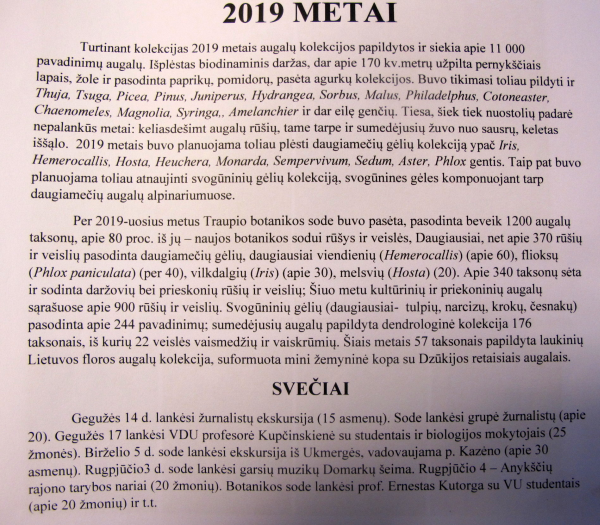 2019 METAI
Turtinant kolekcijas 2019 metais augalų kolekcijos papildytos ir siekia apie 11 000
pavadinimų augalų. Išplėstas biodinaminis daržas, dar apie 170 kv.metrų užpilta pernykščiais
lapais, žole ir pasodinta paprikų, pomidorų, pasėta agurkų kolekcijos. Buvo tikimasi toliau pildyti ir
Thuja, Tsuga, Picea, Pinus, Juniperus, Hydrangea, Sorbus, Malus, Philadelphus, Cotoneaster,
Chaenomeles, Magnolia, Syringa,, Amelanchier ir dar eilę genčių. Tiesa, šiek tiek nuostolių padarė
nepalankūs metai: keliasdešimt augalų rūšių, tame tarpe ir sumedėjusių žuvo nuo sausrų, keletas
iššąlo.  2019 metais buvo planuojama toliau plėsti daugiamečių gėlių kolekciją ypač Iris,
Hemerocallis, Hosta, Heuchera, Monarda, Sempervivum, Sedum, Aster, Phlox gentis. Taip pat buvo
planuojama toliau atnaujinti svogūninių gėlių kolekciją, svogūnines gėles komponuojant tarp
daugiamečių augalų alpinariumuose.
Per 2019-uosius metus Traupio botanikos sode buvo pasėta, pasodinta beveik 1200 augalų
taksonų, apie 80 proc. iš jų – naujos botanikos sodui rūšys ir veislės, Daugiausiai, net apie 370 rūšių
ir veislių pasodinta daugiamečių gėlių, daugiausiai viendienių (Hemerocallis) (apie 60), flioksų
(Phlox paniculata) (per 40), vilkdalgių (Iris) (apie 30), melsvių (Hosta) (20). Apie 340 taksonų sėta
ir sodinta daržovių bei prieskonių rūšių ir veislių; Šiuo metu kultūrinių ir priekoninių augalų
sąrašuose apie 900 rūšių ir veislių. Svogūninių gėlių (daugiausiai-  tulpių, narcizų, krokų, česnakų)
pasodinta apie 244 pavadinimų; sumedėjusių augalų papildyta dendrologinė kolekcija 176
taksonais, iš kurių 22 veislės vaismedžių ir vaiskrūmių. Šiais metais 57 taksonais papildyta laukinių
Lietuvos floros augalų kolekcija, suformuota mini žemyninė kopa su Dzūkijos retaisiais augalais.
SVEČIAI
Gegužės 14 d. lankėsi žurnalistų ekskursija (15 asmenų). Sode lankėsi grupė žurnalistų (apie
20). Gegužės 17 lankėsi VDU profesorė Kupčinskienė su studentais ir biologijos mokytojais (25
žmonės). Birželio 5 d. sode lankėsi ekskursija iš Ukmergės, vadovaujama p. Kazėno (apie 30
asmenų). Rugpjūčio3 d. sode lankėsi garsių muzikų Domarkų šeima. Rugpjūčio 4 – Anykščių
rajono tarybos nariai (20 žmonių). Botanikos sode lankėsi prof. Ernestas Kutorga su VU studentais
(apie 20 žmonių) ir t.t.